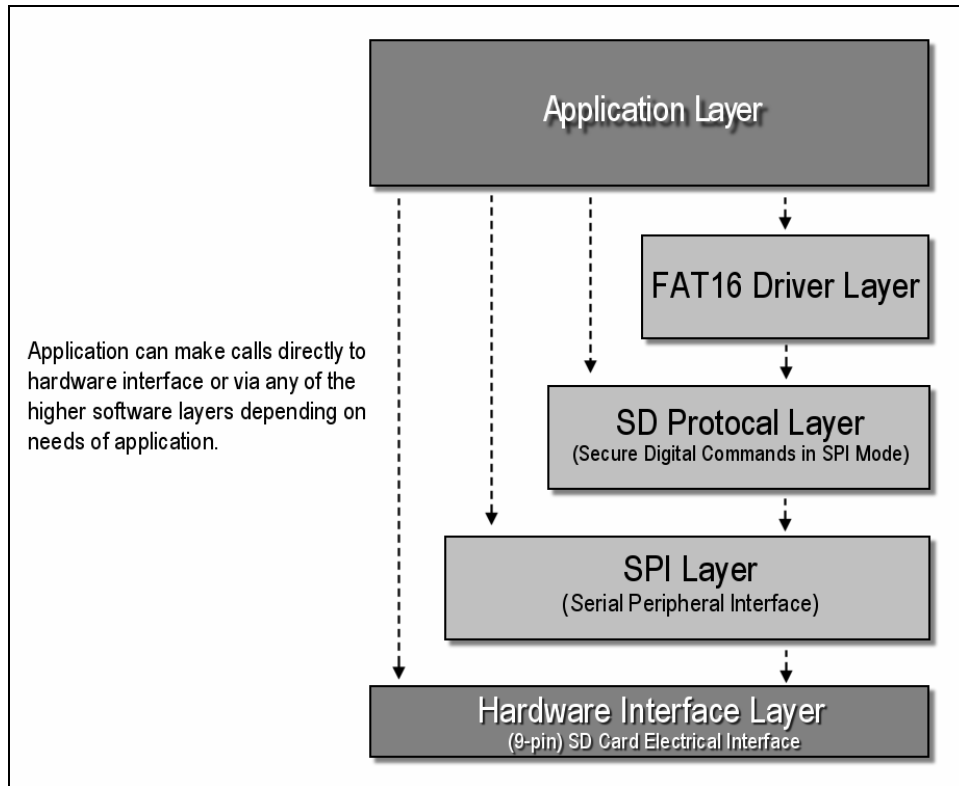 Application Layer
FAT16 Driver Layer
Application can make calls directly to
hardware interface or via any of the
higher software layers depending on
needs of application.
SD Protocal Layer
(Secure Digital Commands in SPI Mode)
SPI Layer
(Serial Peripheral Interface)
Hardware Interface Layer
(9-pin) SD Card Electrical Interface